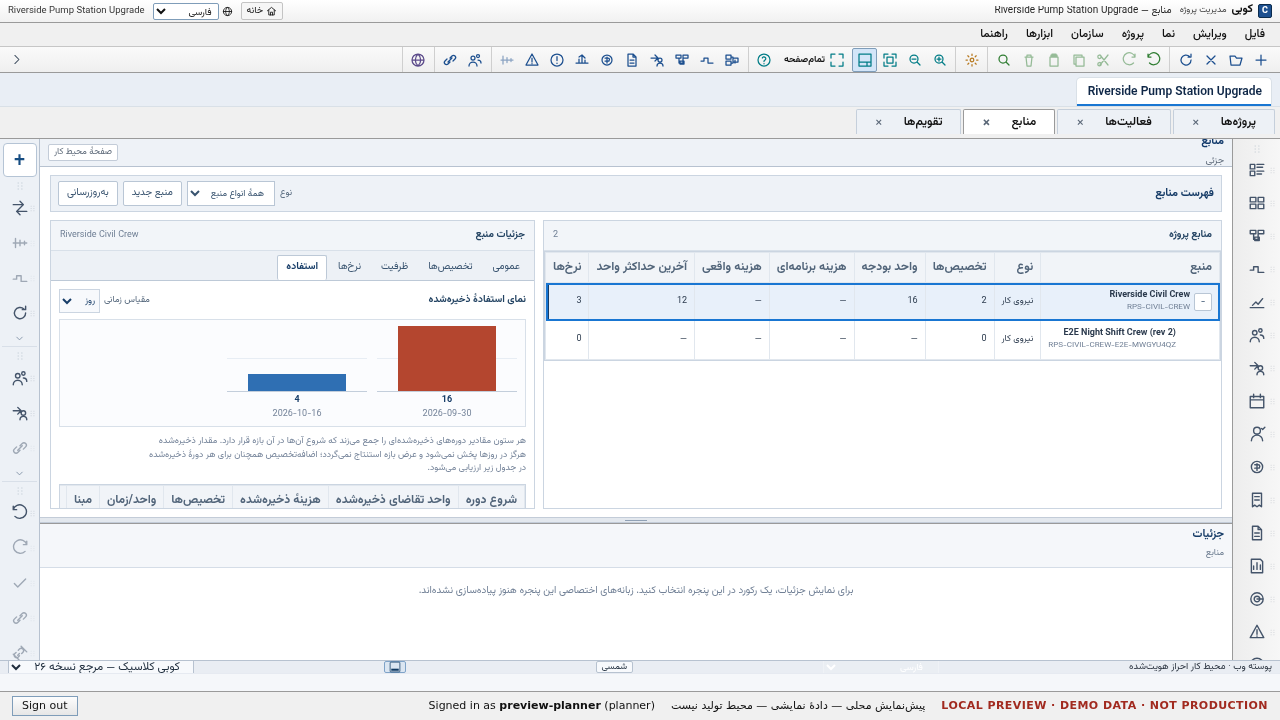 C کوبی مدیریت پروژه منابع — Riverside Pump Station Upgrade
خانه
فارسی
Riverside Pump Station Upgrade
فایل ویرایش نما پروژه سازمان ابزارها راهنما
تمام‌صفحه
Riverside Pump Station Upgrade
پروژه‌ها ×
فعالیت‌ها ×
منابع ×
تقویم‌ها ×
منابع
جزئی
صفحهٔ محیط کار
فهرست منابع
نوع همهٔ انواع منبع منبع جدید به‌روزرسانی
منابع پروژه 2
منبع نوع تخصیص‌ها واحد بودجه هزینه برنامه‌ای هزینه واقعی آخرین حداکثر واحد نرخ‌ها
Riverside Civil Crew
RPS-CIVIL-CREW
نیروی کار 2 16 — — 12 3
E2E Night Shift Crew (rev 2)
RPS-CIVIL-CREW-E2E-MWGYU4QZ
نیروی کار 0 — — — — 0
جزئیات منبع Riverside Civil Crew
عمومی تخصیص‌ها ظرفیت نرخ‌ها استفاده
نمای استفادهٔ ذخیره‌شده مقیاس زمانی روز
16 4
2026-09-30 2026-10-16
هر ستون مقادیر دوره‌های ذخیره‌شده‌ای را جمع می‌زند که شروع آن‌ها در آن بازه قرار دارد. مقدار ذخیره‌شده
هرگز در روزها پخش نمی‌شود و عرض بازه استنتاج نمی‌گردد؛ اضافه‌تخصیص همچنان برای هر دورهٔ ذخیره‌شده
در جدول زیر ارزیابی می‌شود.
شروع دوره واحد تقاضای ذخیره‌شده هزینهٔ ذخیره‌شده تخصیص‌ها واحد/زمان مبنا
جزئیات
منابع
برای نمایش جزئیات، یک رکورد در این پنجره انتخاب کنید. زبانه‌های اختصاصی این پنجره هنوز پیاده‌سازی نشده‌اند.
پوسته وب · محیط کار احراز هویت‌شده
فارسی
شمسی
کوبی کلاسیک — مرجع نسخه ۲۶
LOCAL PREVIEW · DEMO DATA · NOT PRODUCTION
پیش‌نمایش محلی — دادهٔ نمایشی — محیط تولید نیست
Signed in as preview-planner (planner)
Sign out